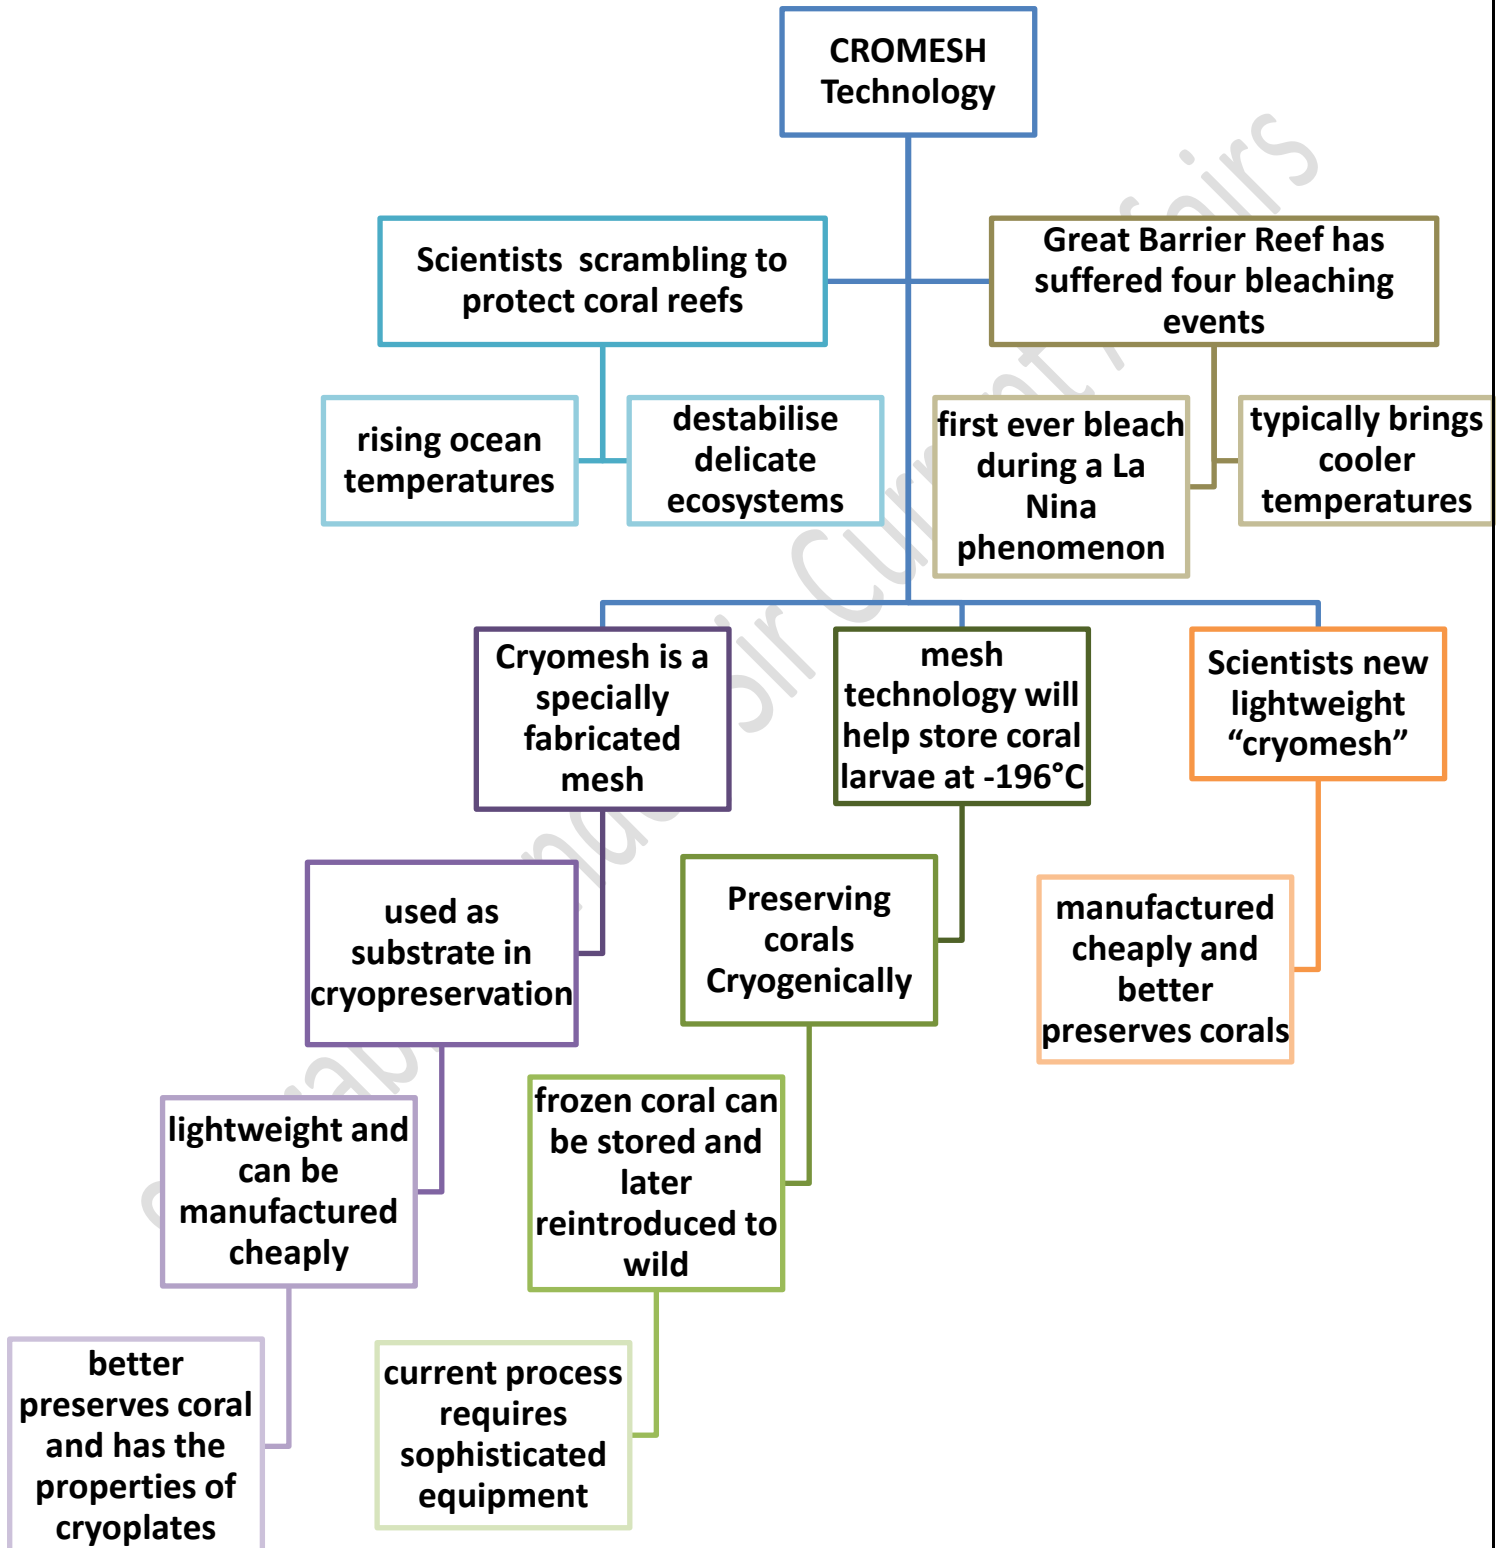 CROMESH
Technology
Scientists scrambling to
protect coral reefs
Great Barrier Reef has
suffered four bleaching
events
rising ocean
temperatures
destabilise
delicate
ecosystems
first ever bleach
during a La
Nina
phenomenon
typically brings
cooler
temperatures
Cryomesh is a
specially
fabricated
mesh
mesh
technology will
help store coral
larvae at -196°C
Scientists new
lightweight
“cryomesh”
used as
substrate in
cryopreservation
Preserving
corals
Cryogenically
manufactured
cheaply and
better
preserves corals
lightweight and
can be
manufactured
cheaply
frozen coral can
be stored and
later
reintroduced to
wild
better
preserves coral
and has the
properties of
cryoplates
current process
requires
sophisticated
equipment
Sir Current Affairs